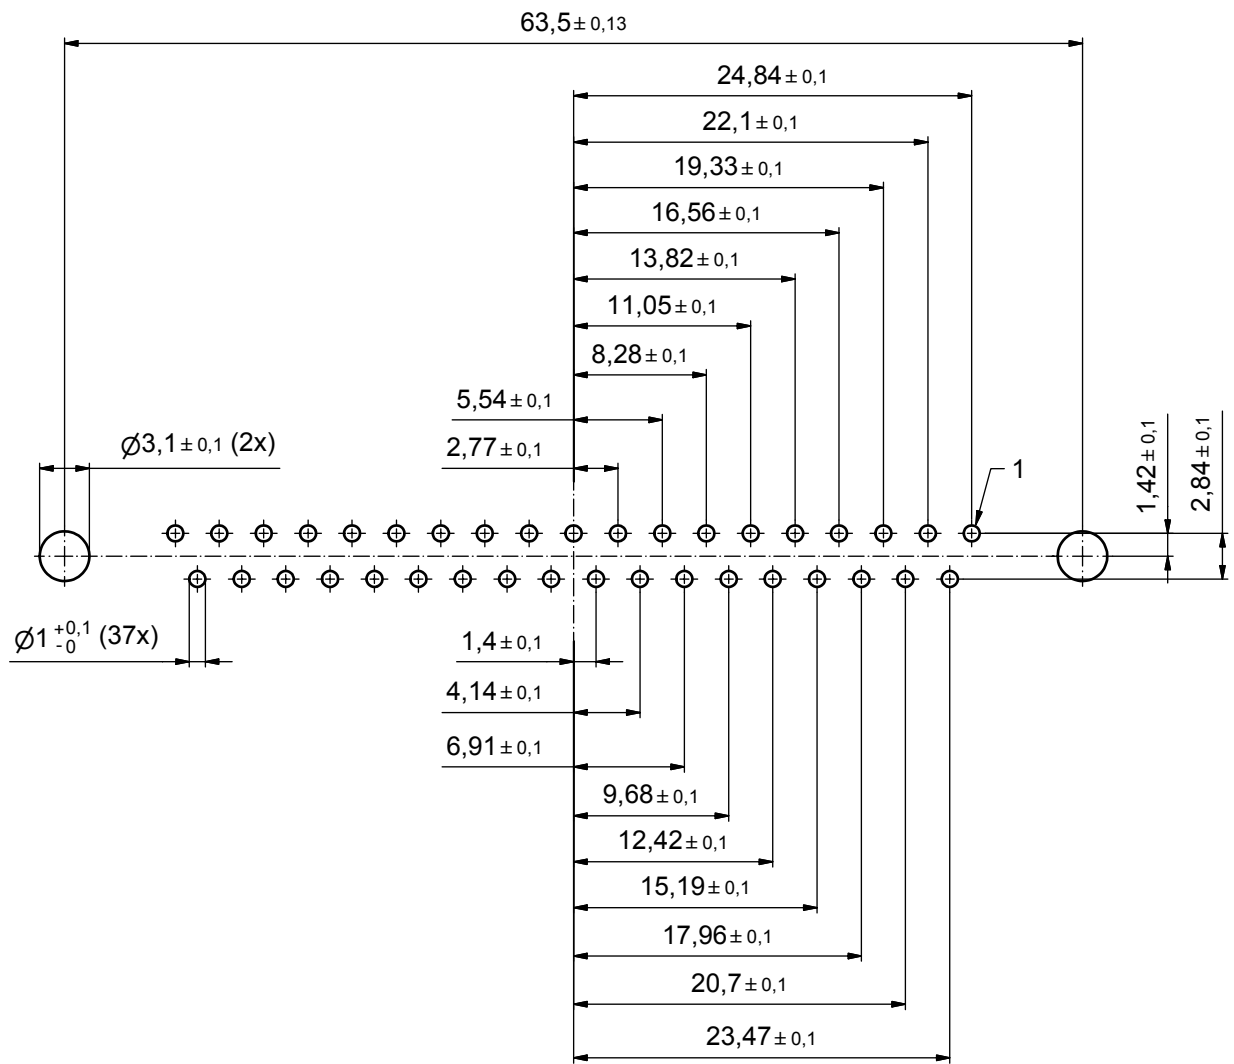 63,5 ± 0,13
24,84 ± 0,1
22,1 ± 0,1
19,33 ± 0,1
16,56 ± 0,1
13,82 ± 0,1
11,05 ± 0,1
8,28 ± 0,1
5,54 ± 0,1
Ø3,1 ± 0,1 (2x)
2,77 ± 0,1
1
1,42 ± 0,1
2,84 ± 0,1
Ø1 +0,1 -0 (37x)
1,4 ± 0,1
4,14 ± 0,1
6,91 ± 0,1
9,68 ± 0,1
12,42 ± 0,1
15,19 ± 0,1
17,96 ± 0,1
20,7 ± 0,1
23,47 ± 0,1